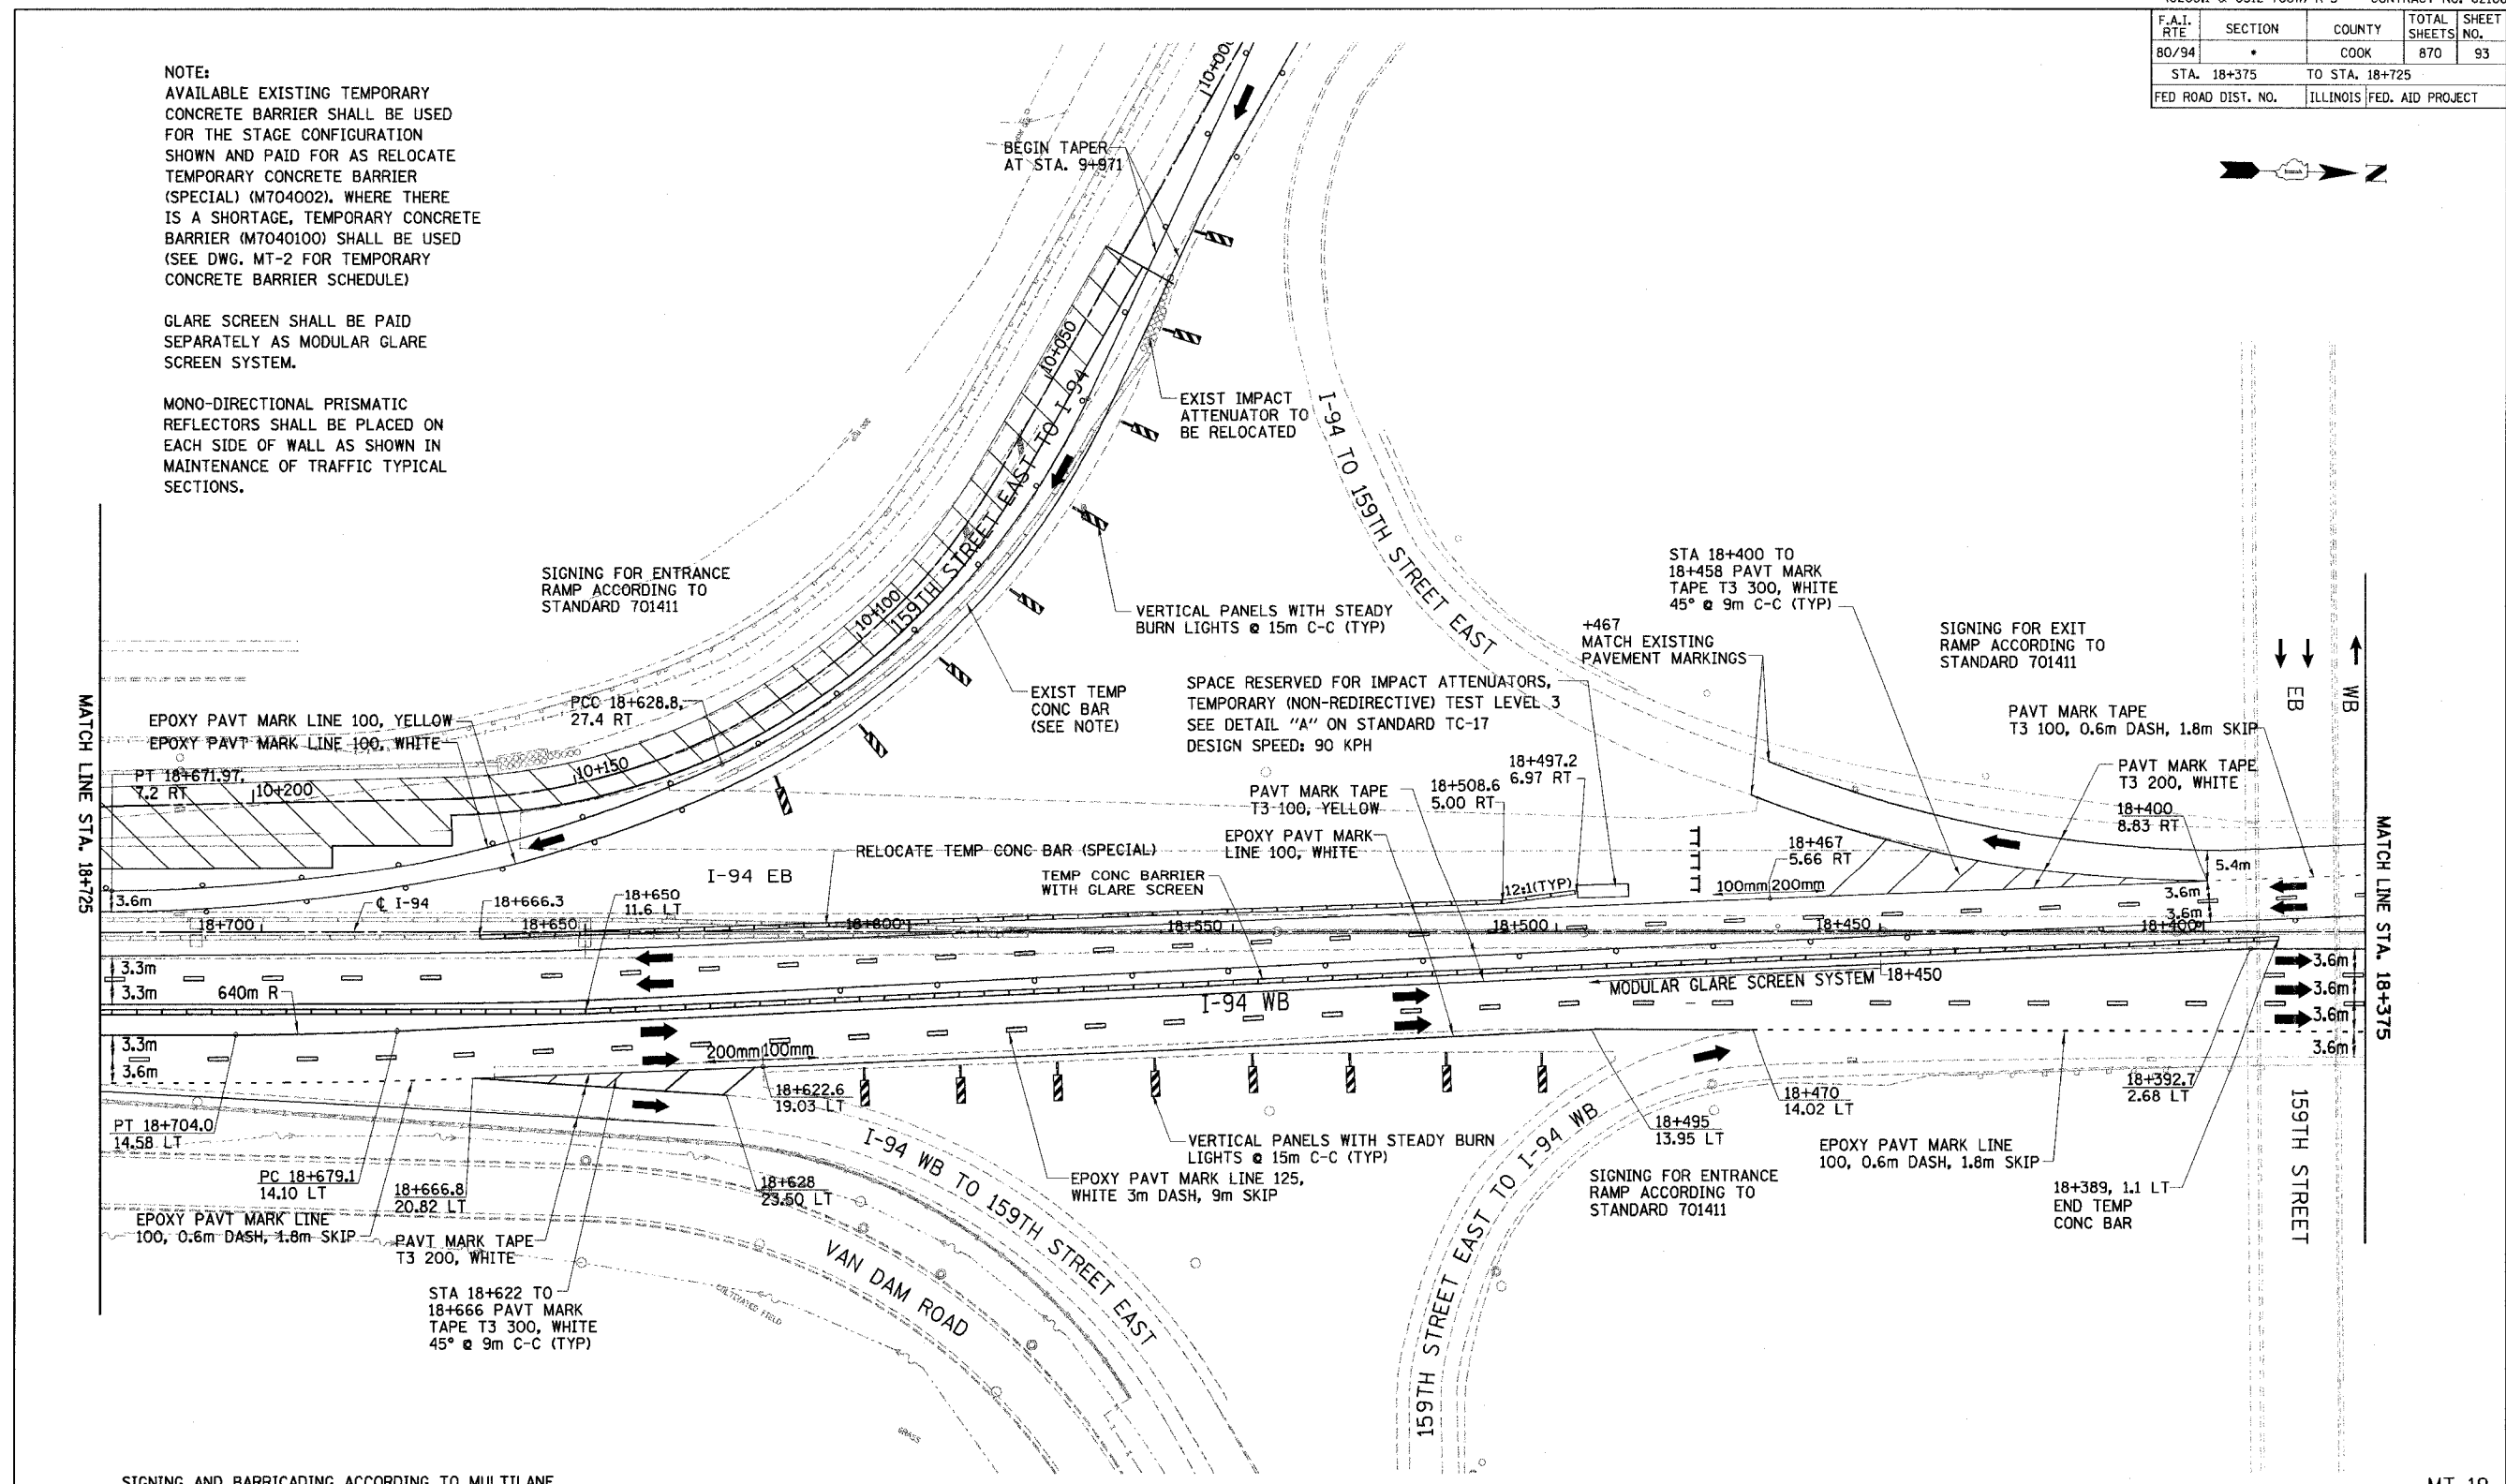 CONTRACT NO.
F.A.I. RTE
SECTION
COUNTY
TOTAL SHEETS
SHEET NO.
80/94
•
COOK
870
93
STA. 18+375
TO STA. 18+725
FED ROAD DIST. NO.
ILLINOIS
FED. AID PROJECT
N
NOTE:
AVAILABLE EXISTING TEMPORARY
CONCRETE BARRIER SHALL BE USED
FOR THE STAGE CONFIGURATION
SHOWN AND PAID FOR AS RELOCATE
TEMPORARY CONCRETE BARRIER
(SPECIAL) (M704002). WHERE THERE
IS A SHORTAGE, TEMPORARY CONCRETE
BARRIER (M7040100) SHALL BE USED
(SEE DWG. MT-2 FOR TEMPORARY
CONCRETE BARRIER SCHEDULE)
GLARE SCREEN SHALL BE PAID
SEPARATELY AS MODULAR GLARE
SCREEN SYSTEM.
MONO-DIRECTIONAL PRISMATIC
REFLECTORS SHALL BE PLACED ON
EACH SIDE OF WALL AS SHOWN IN
MAINTENANCE OF TRAFFIC TYPICAL
SECTIONS.
10+000
BEGIN TAPER
AT STA. 9+971
10+050
EXIST IMPACT
ATTENUATOR TO
BE RELOCATED
159TH STREET EAST TO I-94
I-94 TO 159TH STREET EAST
10+100
SIGNING FOR ENTRANCE
RAMP ACCORDING TO
STANDARD 701411
VERTICAL PANELS WITH STEADY
BURN LIGHTS @ 15m C-C (TYP)
STA 18+400 TO
18+458 PAVT MARK
TAPE T3 300, WHITE
45° @ 9m C-C (TYP)
+467
MATCH EXISTING
PAVEMENT MARKINGS
SIGNING FOR EXIT
RAMP ACCORDING TO
STANDARD 701411
EB
WB
EXIST TEMP
CONC BAR
(SEE NOTE)
SPACE RESERVED FOR IMPACT ATTENUATORS,
TEMPORARY (NON-REDIRECTIVE) TEST LEVEL 3
SEE DETAIL "A" ON STANDARD TC-17
DESIGN SPEED: 90 KPH
PAVT MARK TAPE
T3 100, 0.6m DASH, 1.8m SKIP
PAVT MARK TAPE
T3 200, WHITE
MATCH LINE STA. 18+725
EPOXY PAVT MARK LINE 100, YELLOW
EPOXY PAVT MARK LINE 100, WHITE
PCC 18+628.8,
27.4 RT
PT 18+671.97,
7.2 RT
10+200
10+150
PAVT MARK TAPE
T3 100, YELLOW
18+508.6
5.00 RT
18+497.2
6.97 RT
18+400
8.83 RT
EPOXY PAVT MARK
LINE 100, WHITE
RELOCATE TEMP CONC BAR (SPECIAL)
TEMP CONC BARRIER
WITH GLARE SCREEN
I-94 EB
12:1(TYP)
18+467
5.66 RT
100mm
200mm
5.4m
3.6m
3.6m
MATCH LINE STA. 18+375
3.6m
℄ I-94
18+666.3
18+650
11.6 LT
18+700
18+650
18+600
18+550
18+500
18+450
18+400
3.3m
3.3m
640m R
MODULAR GLARE SCREEN SYSTEM
18+450
I-94 WB
3.6m
3.6m
3.6m
3.6m
3.3m
3.6m
200mm
100mm
PT 18+704.0
14.58 LT
PC 18+679.1
14.10 LT
18+666.8
20.82 LT
18+622.6
19.03 LT
18+628
23.50 LT
EPOXY PAVT MARK LINE
100, 0.6m DASH, 1.8m SKIP
PAVT MARK TAPE
T3 200, WHITE
STA 18+622 TO
18+666 PAVT MARK
TAPE T3 300, WHITE
45° @ 9m C-C (TYP)
I-94 WB TO 159TH STREET EAST
VAN DAM ROAD
CULTIVATED FIELD
GRASS
VERTICAL PANELS WITH STEADY BURN
LIGHTS @ 15m C-C (TYP)
EPOXY PAVT MARK LINE 125,
WHITE 3m DASH, 9m SKIP
159TH STREET EAST TO I-94 WB
18+495
13.95 LT
18+470
14.02 LT
SIGNING FOR ENTRANCE
RAMP ACCORDING TO
STANDARD 701411
EPOXY PAVT MARK LINE
100, 0.6m DASH, 1.8m SKIP
18+392.7
2.68 LT
18+389, 1.1 LT
END TEMP
CONC BAR
159TH STREET
SIGNING AND BARRICADING ACCORDING TO MULTILANE